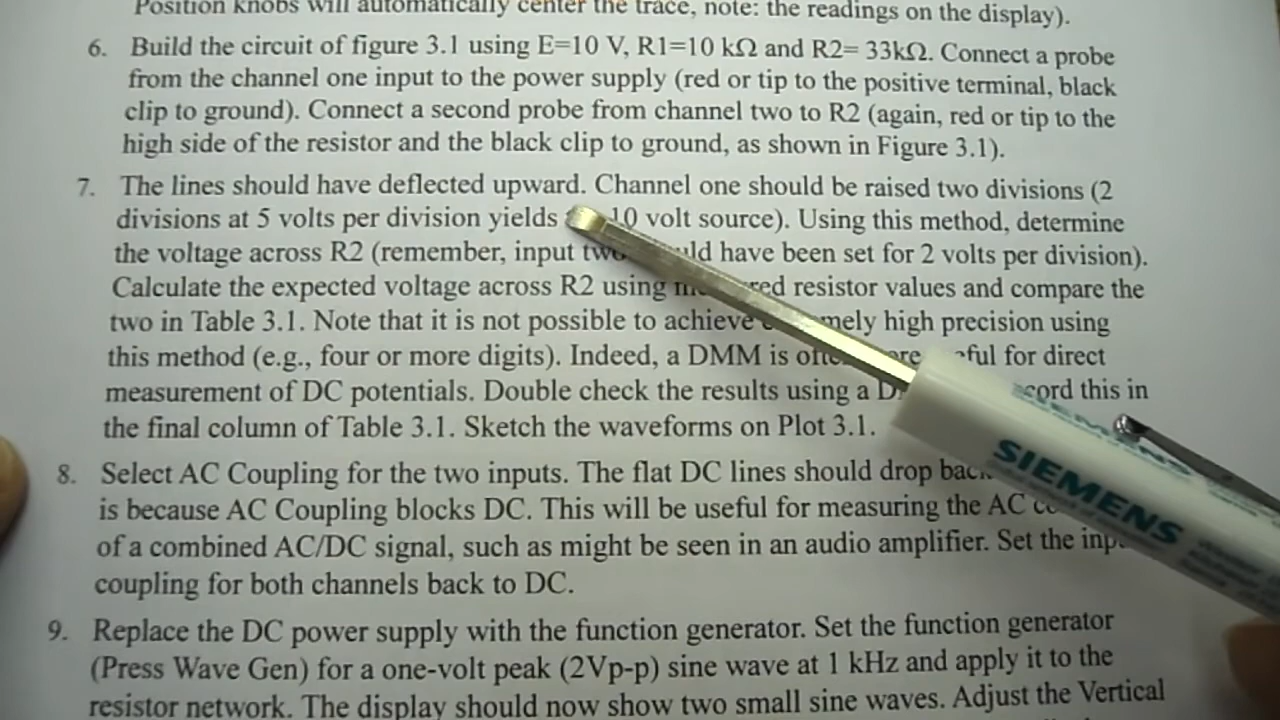 Position knobs will automatically center the trace, note: the readings on the display).
6. Build the circuit of figure 3.1 using E=10 V, R1=10 kΩ and R2= 33kΩ. Connect a probe
from the channel one input to the power supply (red or tip to the positive terminal, black
clip to ground). Connect a second probe from channel two to R2 (again, red or tip to the
high side of the resistor and the black clip to ground, as shown in Figure 3.1).
7. The lines should have deflected upward. Channel one should be raised two divisions (2
divisions at 5 volts per division yields 10 volt source). Using this method, determine
the voltage across R2 (remember, input two have been set for 2 volts per division).
Calculate the expected voltage across R2 using resistor values and compare the
two in Table 3.1. Note that it is not possible to achieve high precision using
this method (e.g., four or more digits). Indeed, a DMM is for direct
measurement of DC potentials. Double check the results using a this in
the final column of Table 3.1. Sketch the waveforms on Plot 3.1.
8. Select AC Coupling for the two inputs. The flat DC lines should drop
is because AC Coupling blocks DC. This will be useful for measuring the AC
of a combined AC/DC signal, such as might be seen in an audio amplifier. Set the
coupling for both channels back to DC.
9. Replace the DC power supply with the function generator. Set the function generator
(Press Wave Gen) for a one-volt peak (2Vp-p) sine wave at 1 kHz and apply it to the
resistor network. The display should now show two small sine waves. Adjust the Vertical
SIEMENS